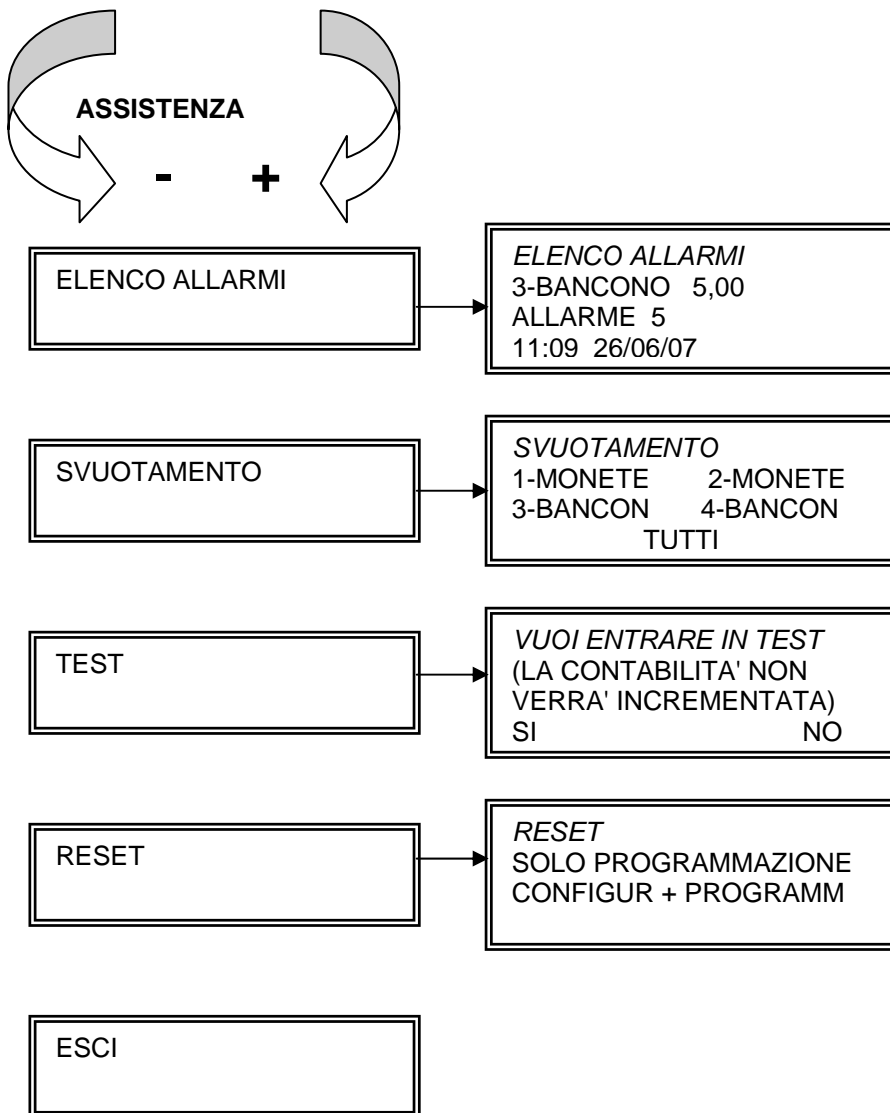 ASSISTENZA
- +
ELENCO ALLARMI
ELENCO ALLARMI
3-BANCONO 5,00
ALLARME 5
11:09 26/06/07
SVUOTAMENTO
SVUOTAMENTO
1-MONETE 2-MONETE
3-BANCON 4-BANCON
TUTTI
TEST
VUOI ENTRARE IN TEST
(LA CONTABILITA' NON
VERRA' INCREMENTATA)
SI NO
RESET
RESET
SOLO PROGRAMMAZIONE
CONFIGUR + PROGRAMM
ESCI